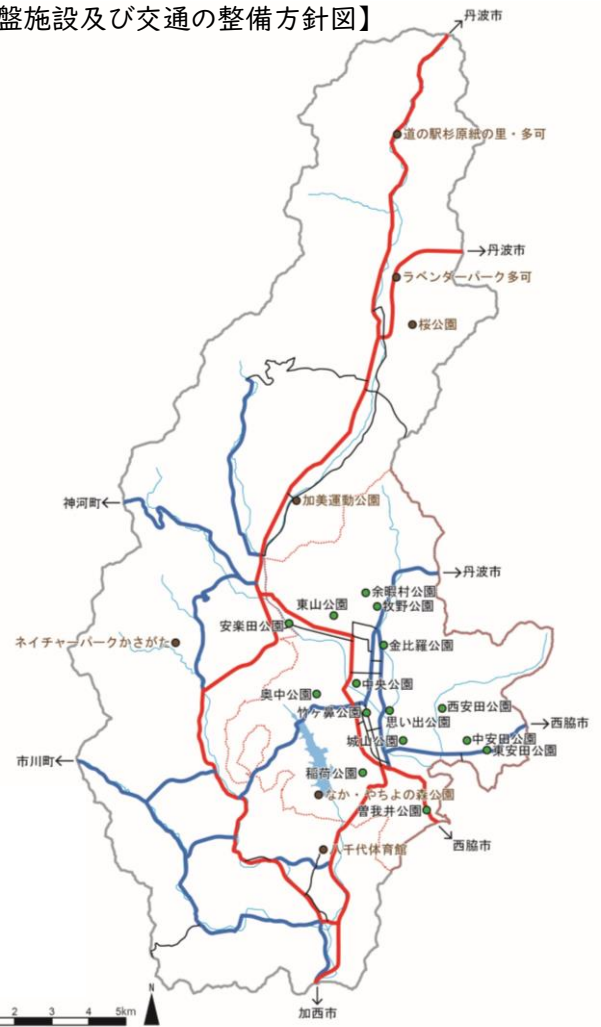 盤施設及び交通の整備方針図】
丹波市
道の駅杉原紙の里・多可
丹波市
ラベンダーパーク多可
桜公園
加美運動公園
神河町
丹波市
余暇村公園
牧野公園
東山公園
安楽田公園
金比羅公園
ネイチャーパークかさがた
中央公園
奥中公園
竹ヶ鼻公園
思い出公園
西安田公園
西脇市
城山公園
中安田公園
東安田公園
市川町
稲荷公園
なか・やちよの森公園
曽我井公園
西脇市
八千代体育館
加西市
N
2 3 4 5km